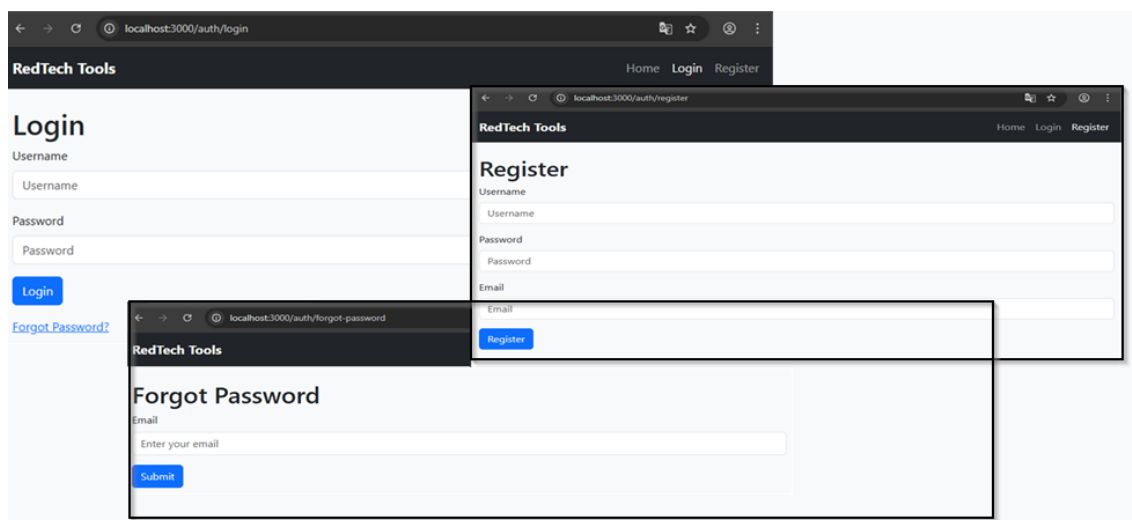 localhost:3000/auth/login
RedTech Tools
Home Login Register
Login
Username
Username
Password
Password
Login
Forgot Password?
localhost:3000/auth/register
RedTech Tools
Home Login Register
Register
Username
Username
Password
Password
Email
Email
Register
localhost:3000/auth/forgot-password
RedTech Tools
Forgot Password
Email
Enter your email
Submit